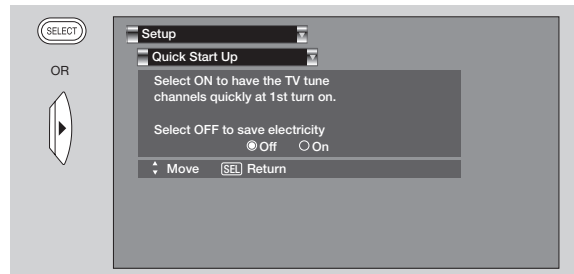 SELECT
OR
Setup
Quick Start Up
Select ON to have the TV tune
channels quickly at 1st turn on.
Select OFF to save electricity
Off On
Move SEL Return